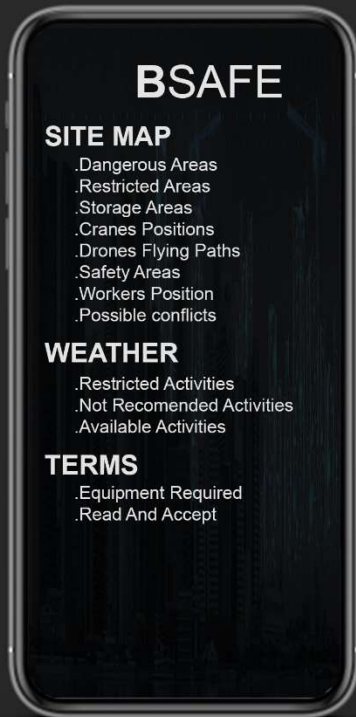 BSAFE
SITE MAP
.Dangerous Areas
.Restricted Areas
.Storage Areas
.Cranes Positions
.Drones Flying Paths
.Safety Areas
.Workers Position
.Possible conflicts
WEATHER
.Restricted Activities
.Not Recomended Activities
.Available Activities
TERMS
.Equipment Required
.Read And Accept